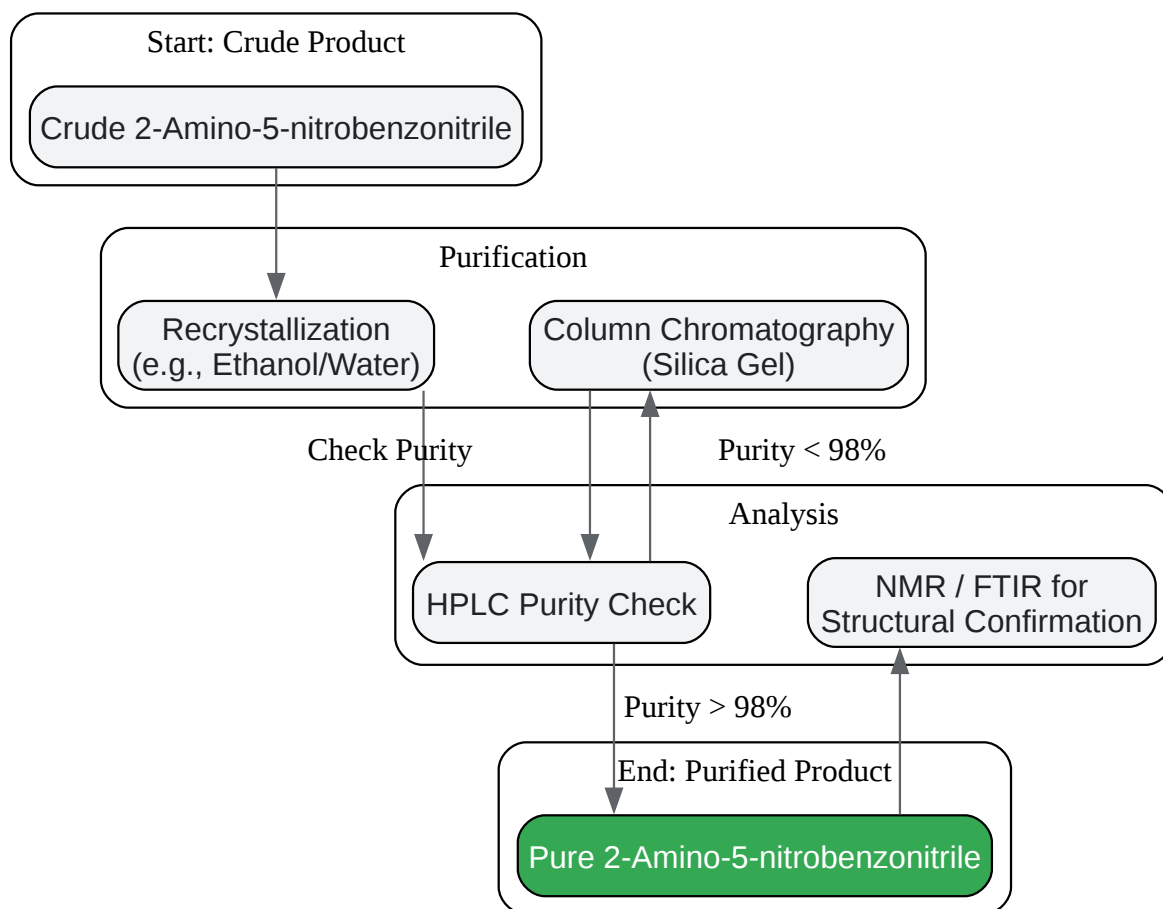 Start: Crude Product
Crude 2-Amino-5-nitrobenzonitrile
Purification
Recrystallization
(e.g., Ethanol/Water)
Column Chromatography
(Silica Gel)
Check Purity
Purity < 98%
Analysis
HPLC Purity Check
NMR / FTIR for
Structural Confirmation
Purity > 98%
End: Purified Product
Pure 2-Amino-5-nitrobenzonitrile